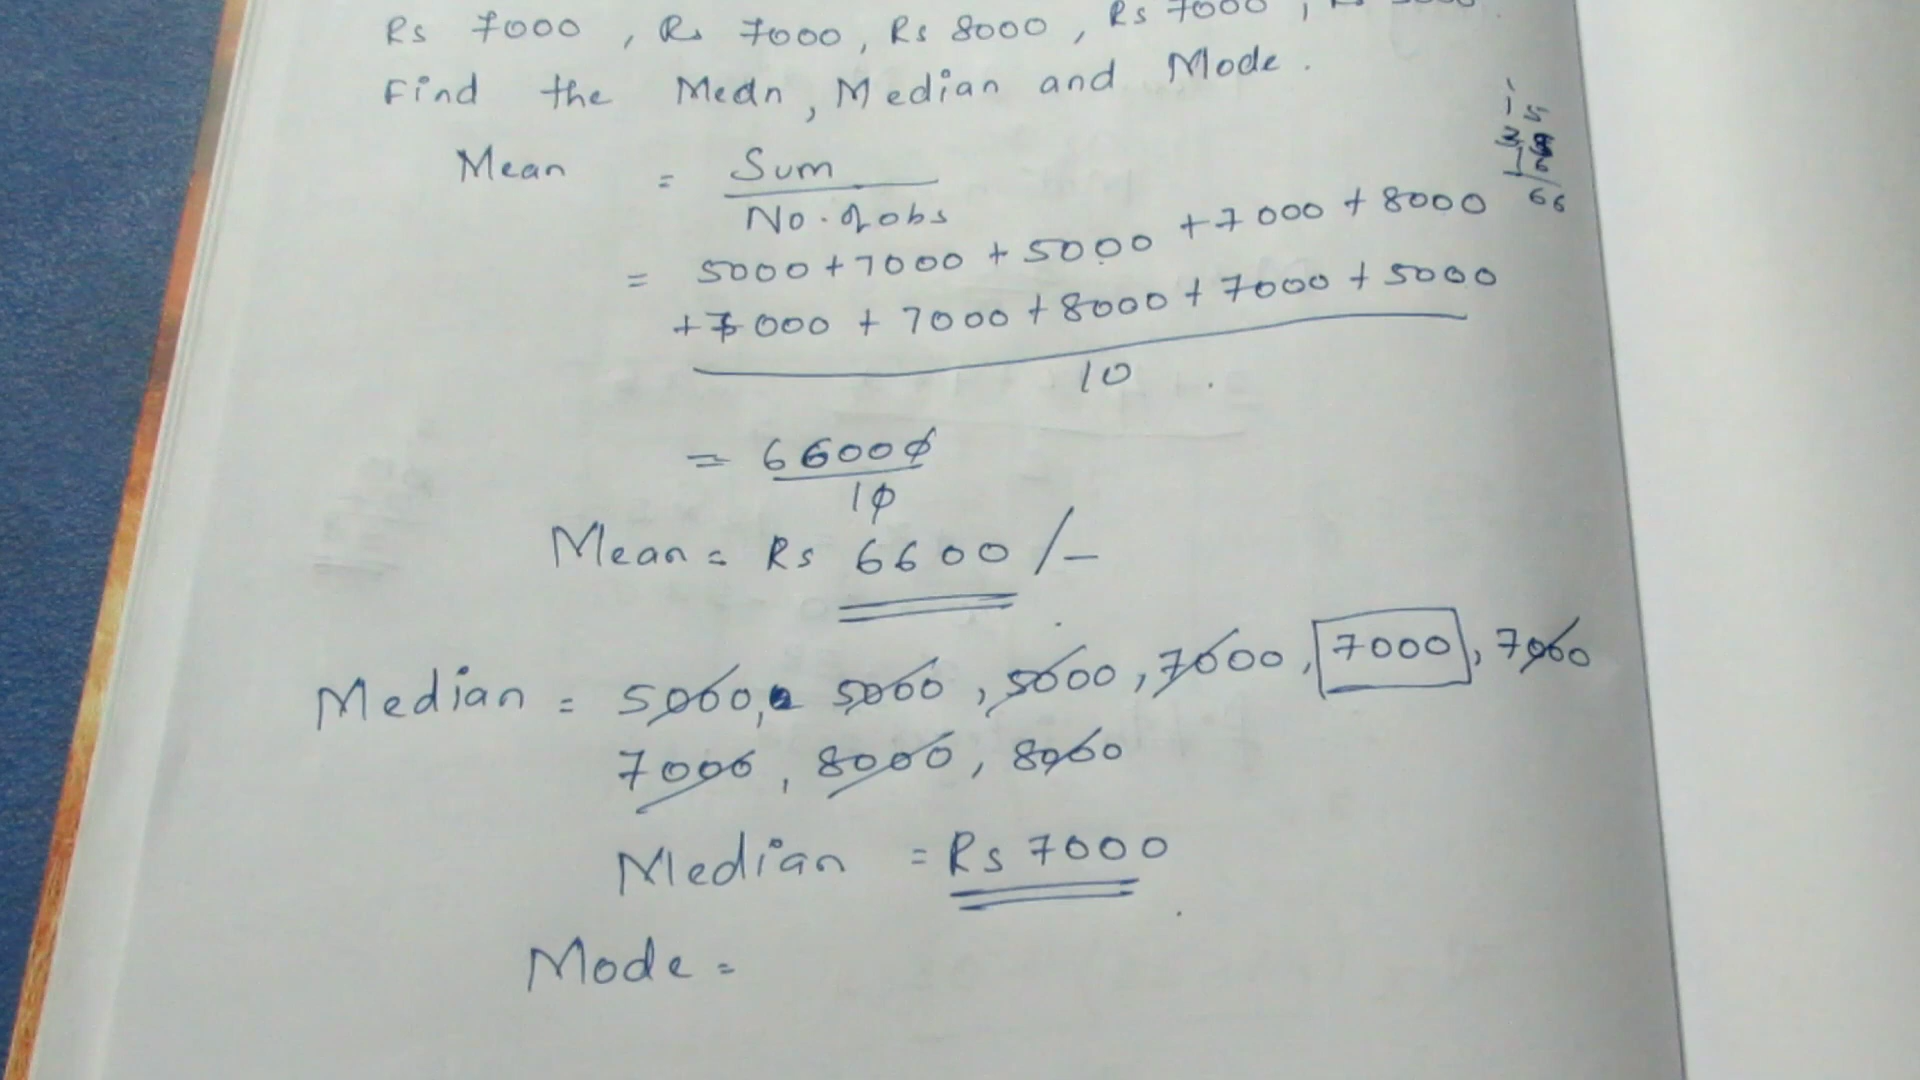 Rs 7000 , Rs 7000 , Rs 8000 , Rs 7000 ,
Find the Mean , Median and Mode .
Mean = Sum
No. of obs
= 5000 + 7000 + 5000 + 7000 + 8000
+ 7000 + 7000 + 8000 + 7000 + 5000
10
= 66000
10
Mean = Rs 6600 /-
Median = 5000, 5000 , 5000 , 7000 , 7000 , 7000
7000 , 8000 , 8000
Median = Rs 7000
Mode =
66